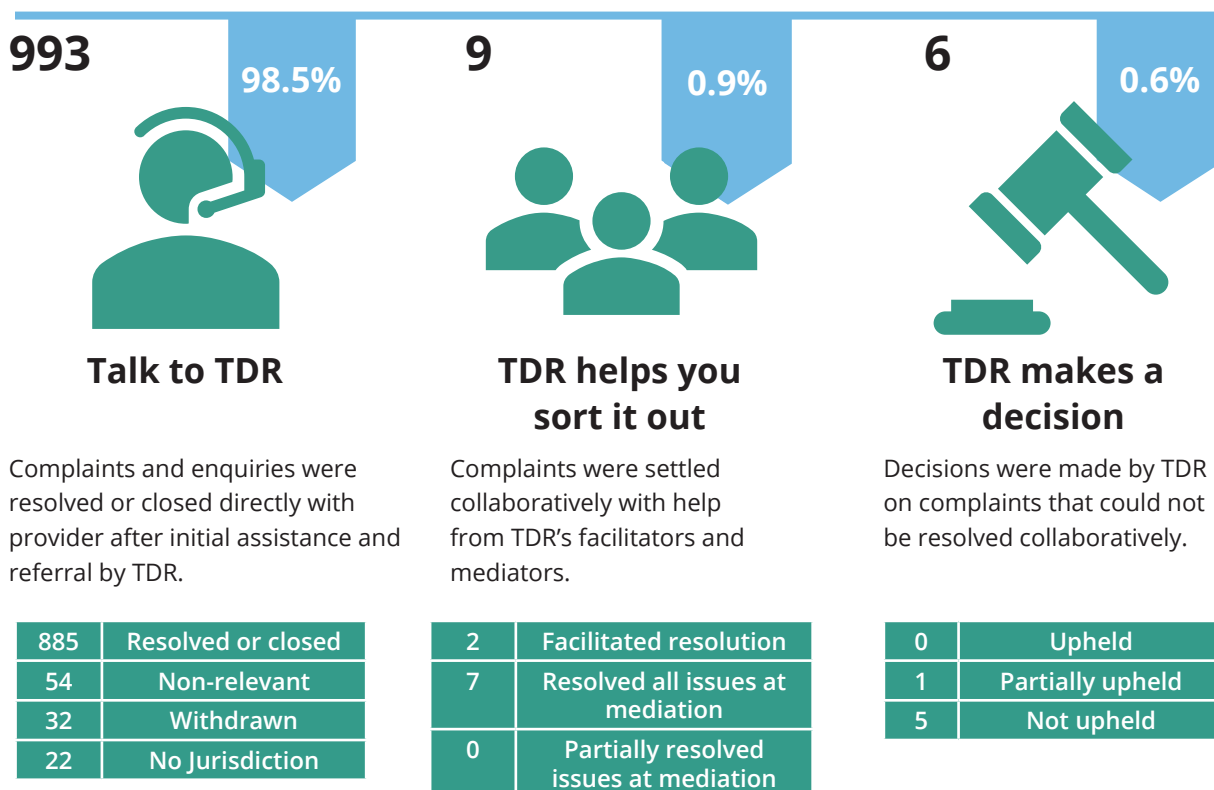 993
98.5%
Talk to TDR
Complaints and enquiries were
resolved or closed directly with
provider after initial assistance and
referral by TDR.
885 Resolved or closed
54 Non-relevant
32 Withdrawn
22 No Jurisdiction
9
0.9%
TDR helps you
sort it out
Complaints were settled
collaboratively with help
from TDR’s facilitators and
mediators.
2 Facilitated resolution
7 Resolved all issues at
mediation
0 Partially resolved
issues at mediation
6
0.6%
TDR makes a
decision
Decisions were made by TDR
on complaints that could not
be resolved collaboratively.
0 Upheld
1 Partially upheld
5 Not upheld